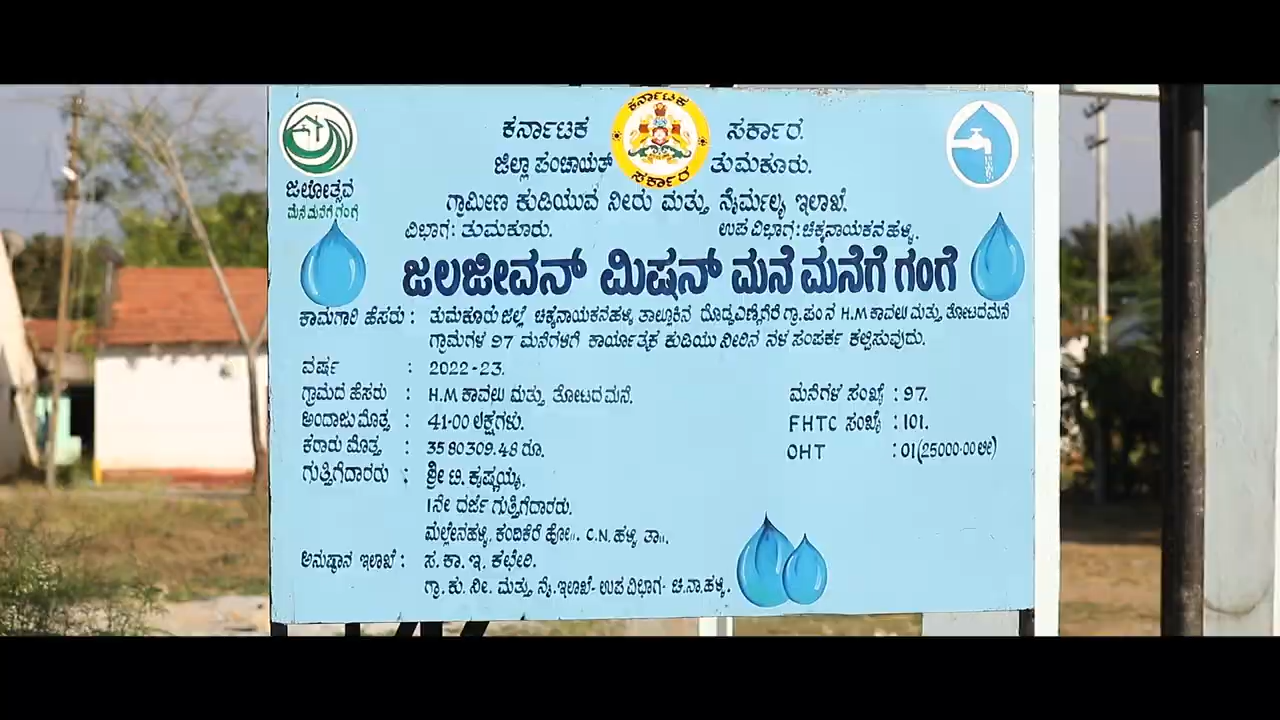 ಕರ್ನಾಟಕ ಸರ್ಕಾರ.
ಕರ್ನಾಟಕ ಸರ್ಕಾರ
ಜಿಲ್ಲಾ ಪಂಚಾಯತ್ ತುಮಕೂರು.
ಜಲೋತ್ಸವ
ಮನೆ ಮನೆಗೆ ಗಂಗೆ
ಗ್ರಾಮೀಣ ಕುಡಿಯುವ ನೀರು ಮತ್ತು ನೈರ್ಮಲ್ಯ ಇಲಾಖೆ.
ವಿಭಾಗ: ತುಮಕೂರು. ಉಪ ವಿಭಾಗ: ಚಿಕ್ಕನಾಯಕನಹಳ್ಳಿ.
ಜಲಜೀವನ್ ಮಿಷನ್ ಮನೆ ಮನೆಗೆ ಗಂಗೆ
ಕಾಮಗಾರಿ ಹೆಸರು : ತುಮಕೂರು ಜಿಲ್ಲೆ ಚಿಕ್ಕನಾಯಕನಹಳ್ಳಿ ತಾಲ್ಲೂಕಿನ ದೊಡ್ಡಎಣ್ಣೆಗೆರೆ ಗ್ರಾ.ಪಂ ನ H.M ಕಾವಲು ಮತ್ತು ತೋಟದಮನೆ
ಗ್ರಾಮಗಳ 97 ಮನೆಗಳಿಗೆ ಕಾರ್ಯಾತ್ಮಕ ಕುಡಿಯು ನೀರಿನ ನಳ ಸಂಪರ್ಕ ಕಲ್ಪಿಸುವುದು.
ವರ್ಷ : 2022-23.
ಗ್ರಾಮದ ಹೆಸರು : H.M ಕಾವಲು ಮತ್ತು ತೋಟದಮನೆ. ಮನೆಗಳ ಸಂಖ್ಯೆ : 97.
ಅಂದಾಜು ಮೊತ್ತ : 41.00 ಲಕ್ಷಗಳು. FHTC ಸಂಖ್ಯೆ : 101.
ಕರಾರು ಮೊತ್ತ : 3580309.48 ರೂ. OHT : 01(25000.00 ಲೀ)
ಗುತ್ತಿಗೆದಾರರು : ಶ್ರೀ ಟಿ. ಕೃಷ್ಣಯ್ಯ.
1ನೇ ದರ್ಜೆ ಗುತ್ತಿಗೆದಾರರು.
ಮಲ್ಲೇನಹಳ್ಳಿ, ಕಂದಿಕೆರೆ ಹೋ॥. C.N. ಹಳ್ಳಿ ತಾ॥.
ಅನುಷ್ಠಾನ ಇಲಾಖೆ : ಸ. ಕಾ. ಇ. ಕಛೇರಿ.
ಗ್ರಾ. ಕು. ನೀ. ಮತ್ತು ನೈ. ಇಲಾಖೆ- ಉಪ ವಿಭಾಗ- ಚಿ.ನಾ.ಹಳ್ಳಿ.